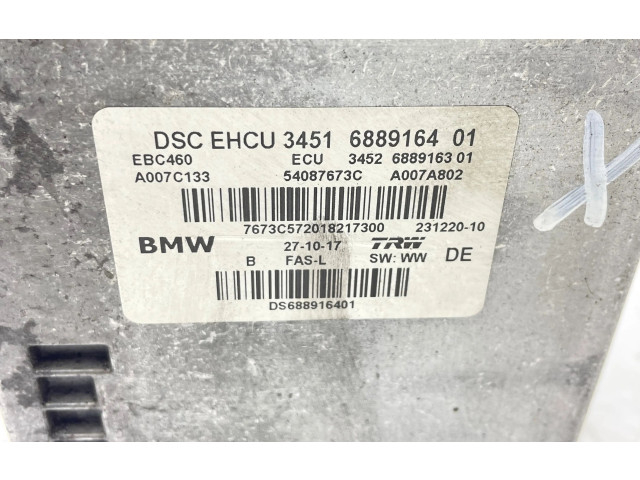 DSC EHCU 3451 6889164 01
EBC460 ECU 3452 6889163 01
A007C133 54087673C A007A802
7673C572018217300 231220-10
BMW 27-10-17 TRW DE
B FAS-L SW: WW
DS688916401